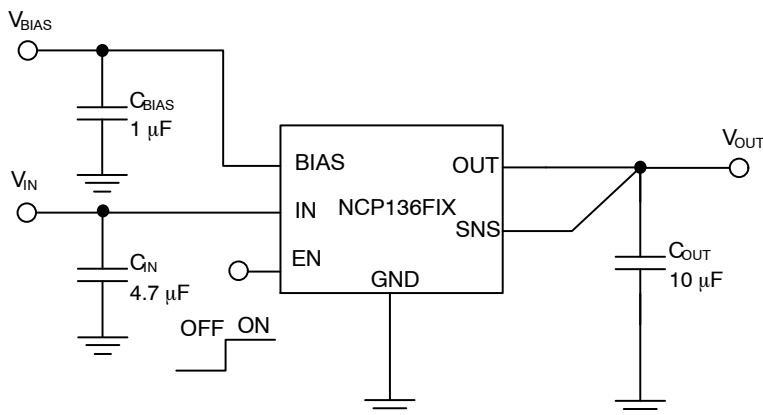 VBIAS
CBIAS
1 μF
VIN
CIN
4.7 μF
BIAS
IN
EN
NCP136FIX
OUT
SNS
GND
OFF ON
VOUT
COUT
10 μF